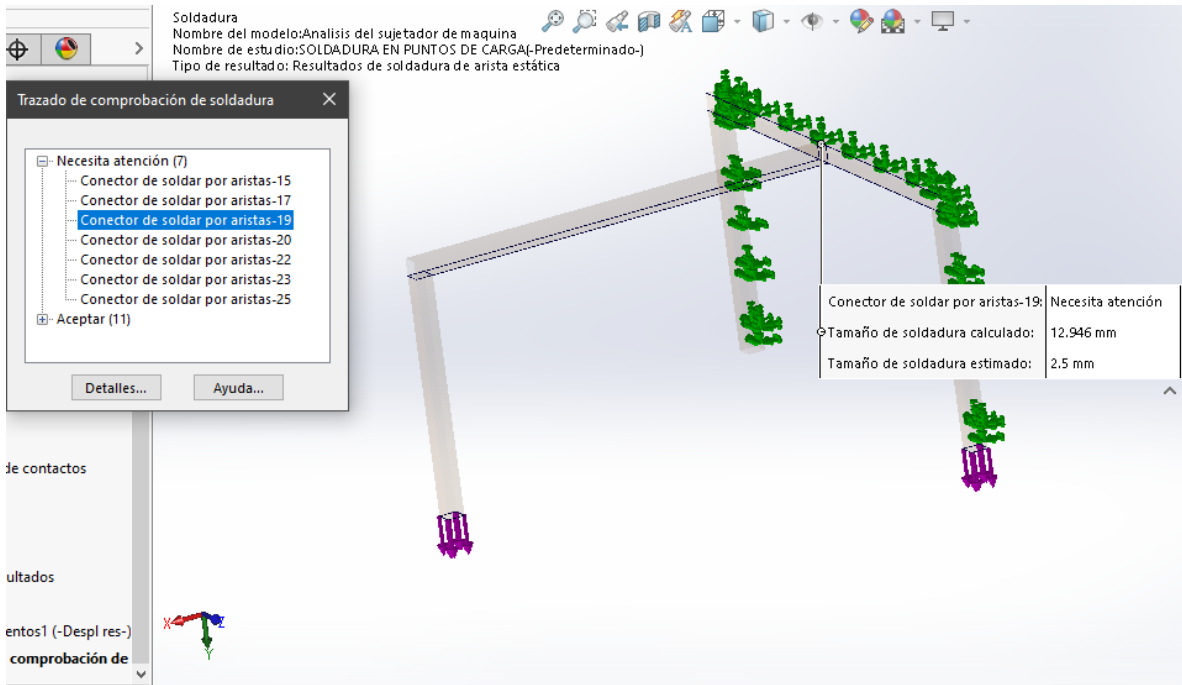 Soldadura
Nombre del modelo:Analisis del sujetador de maquina
Nombre de estudio:SOLDADURA EN PUNTOS DE CARGA(-Predeterminado-)
Tipo de resultado: Resultados de soldadura de arista estática
Trazado de comprobación de soldadura
Necesita atención (7)
Conector de soldar por aristas-15
Conector de soldar por aristas-17
Conector de soldar por aristas-19
Conector de soldar por aristas-20
Conector de soldar por aristas-22
Conector de soldar por aristas-23
Conector de soldar por aristas-25
Aceptar (11)
Detalles...
Ayuda...
Conector de soldar por aristas-19: Necesita atención
Tamaño de soldadura calculado: 12.946 mm
Tamaño de soldadura estimado: 2.5 mm
de contactos
ultados
entos1 (-Despl res-)
comprobación de
X
Y
Z